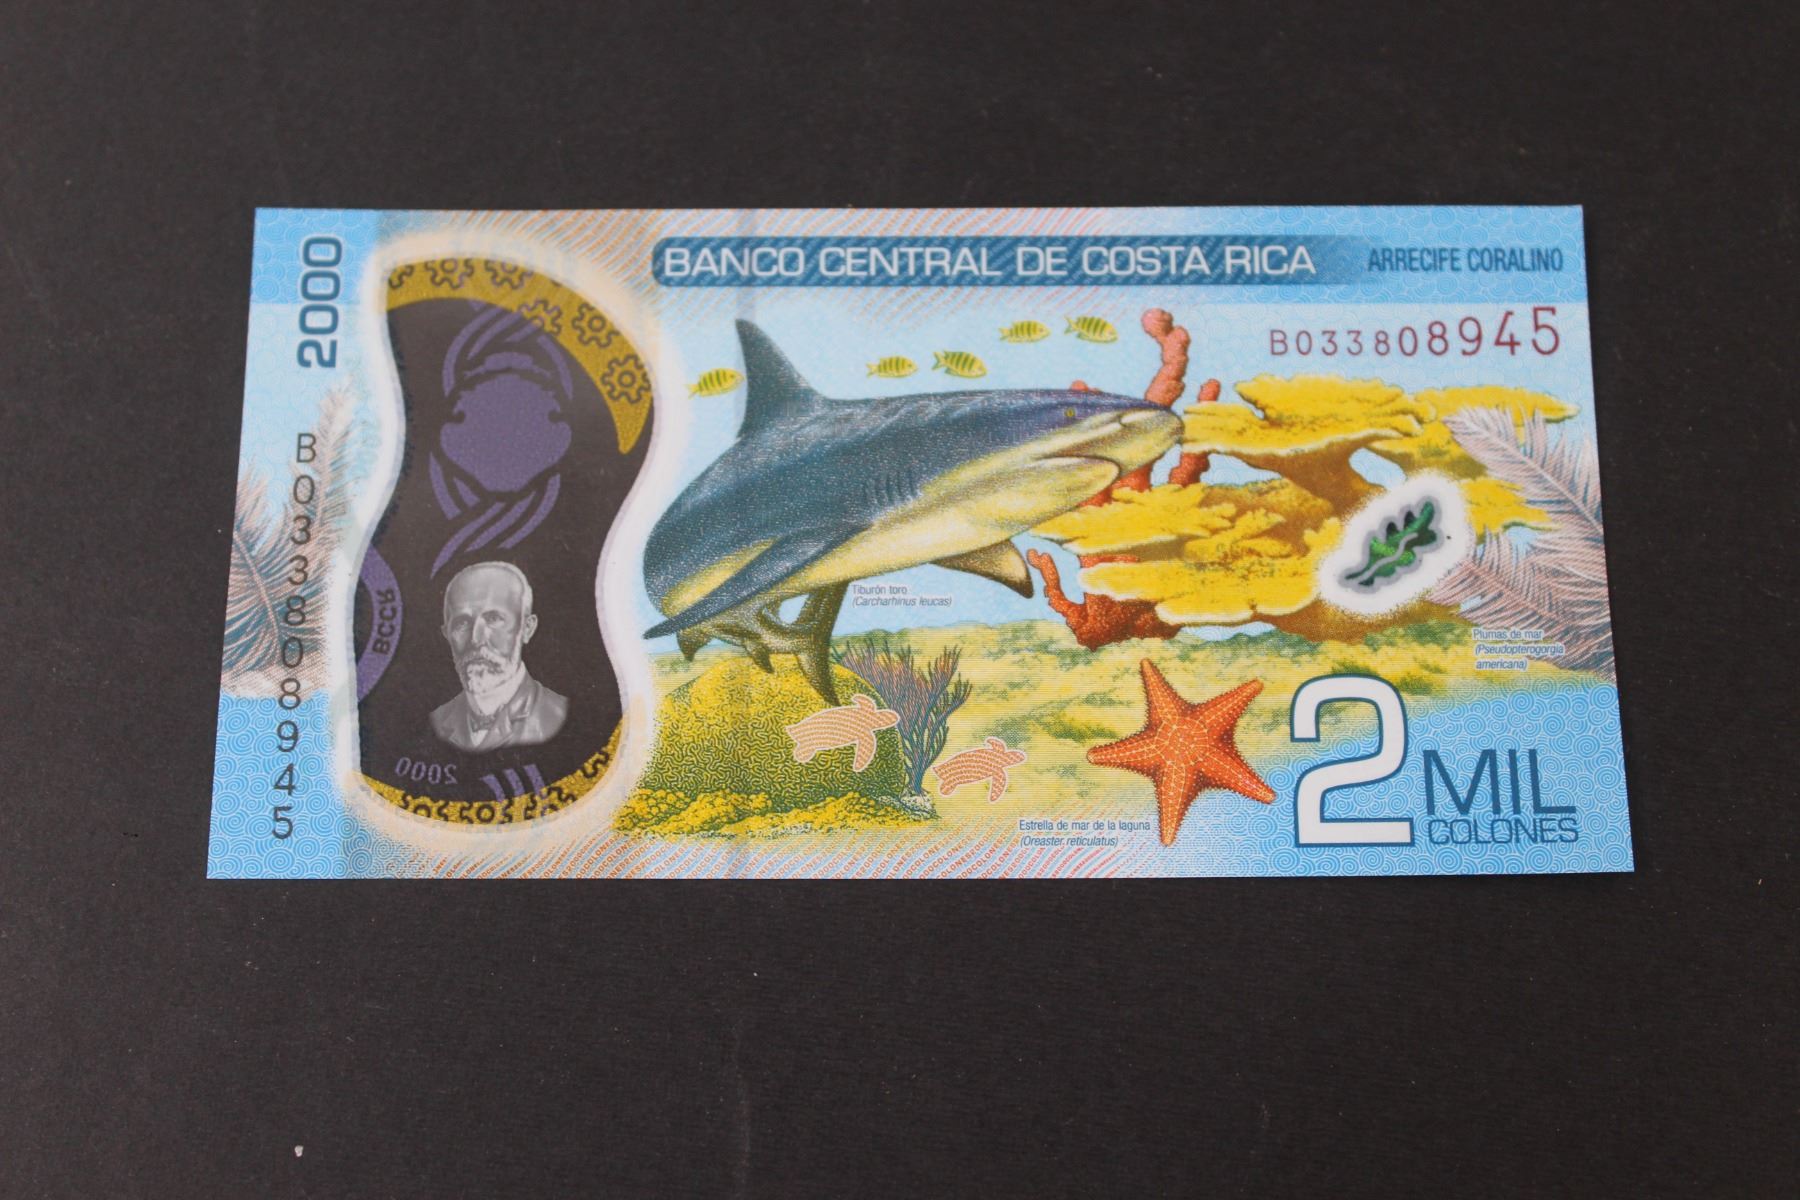 2000
BANCO CENTRAL DE COSTA RICA
ARRECIFE CORALINO
B033808945
B033808945
Tiburón toro
(Carcharhinus leucas)
BCCR
Plumas de mar
(Pseudopterogorgia
americana)
2000
2 MIL
COLONES
Estrella de mar de la laguna
(Oreaster reticulatus)